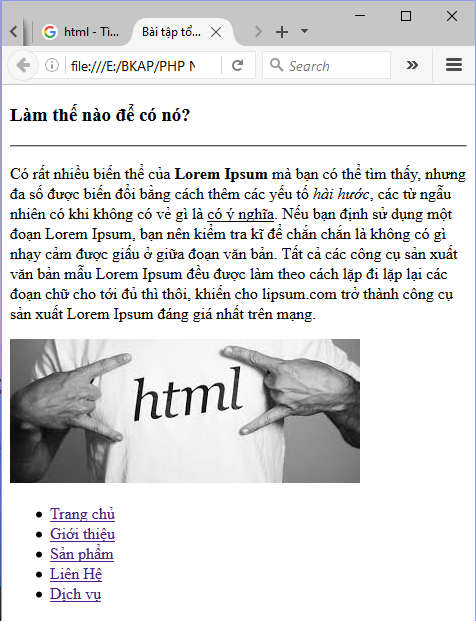 html - Tì...
Bài tập tổ...
file:///E:/BKAP/PHP N
Search
Làm thế nào để có nó?
Có rất nhiều biến thể của Lorem Ipsum mà bạn có thể tìm thấy, nhưng
đa số được biến đổi bằng cách thêm các yếu tố hài hước, các từ ngẫu
nhiên có khi không có vẻ gì là có ý nghĩa. Nếu bạn định sử dụng một
đoạn Lorem Ipsum, bạn nên kiểm tra kĩ để chắn chắn là không có gì
nhạy cảm được giấu ở giữa đoạn văn bản. Tất cả các công cụ sản xuất
văn bản mẫu Lorem Ipsum đều được làm theo cách lặp đi lặp lại các
đoạn chữ cho tới đủ thì thôi, khiến cho lipsum.com trở thành công cụ
sản xuất Lorem Ipsum đáng giá nhất trên mạng.
html
Trang chủ
Giới thiệu
Sản phẩm
Liên Hệ
Dịch vụ